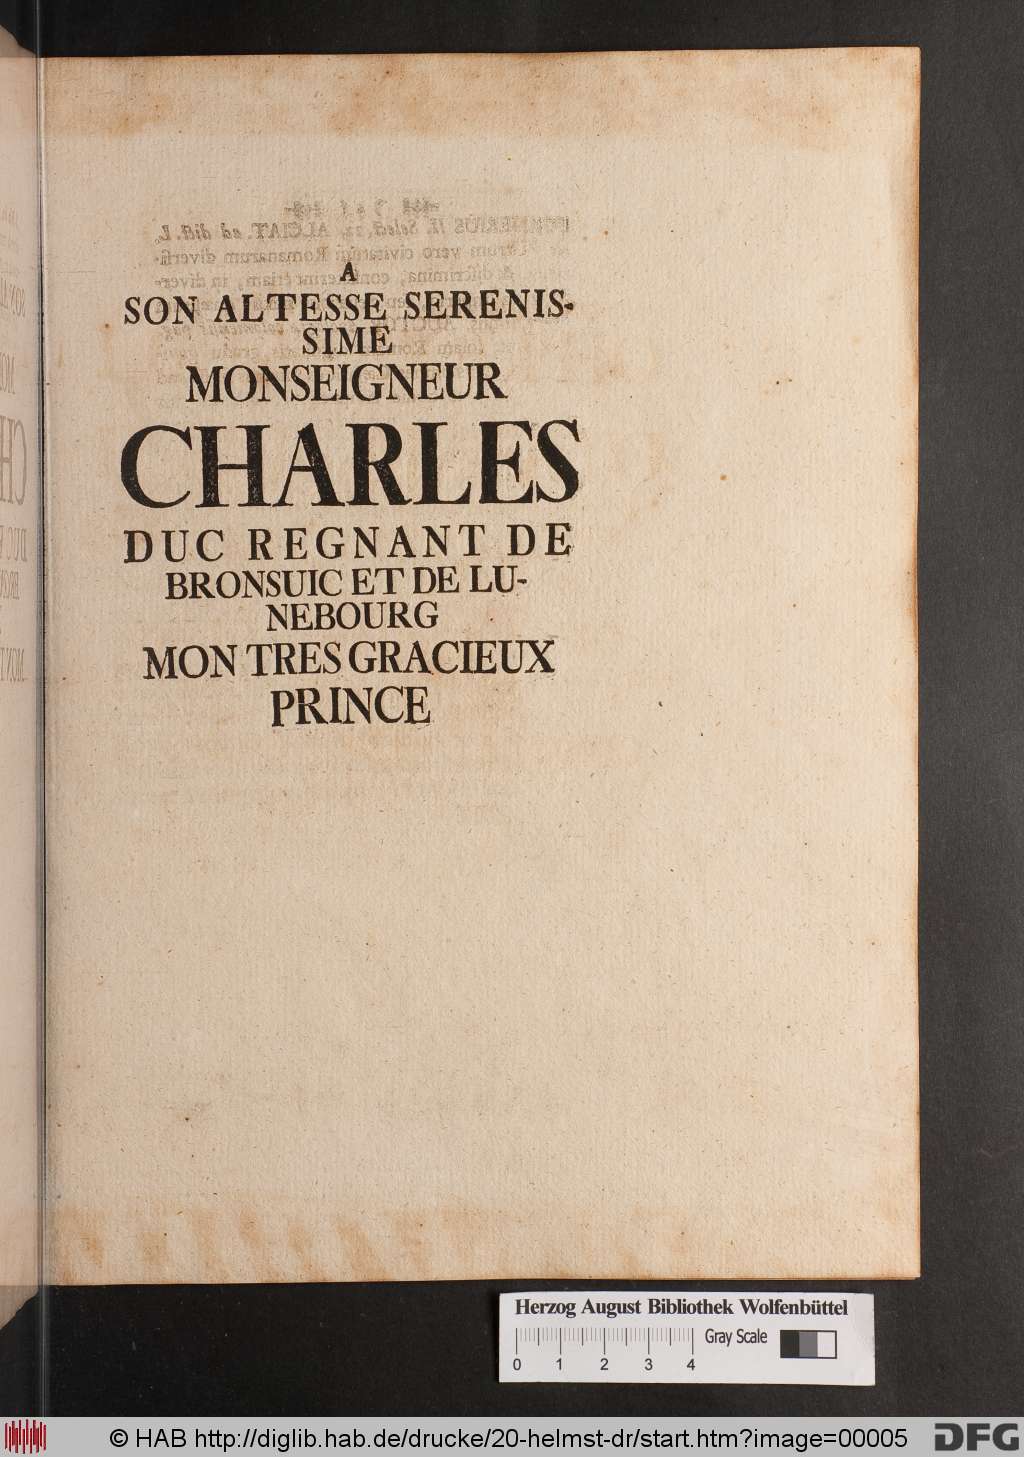 A
SON ALTESSE SERENIS-
SIME
MONSEIGNEUR
CHARLES
DUC REGNANT DE
BRONSUIC ET DE LU-
NEBOURG
MON TRES GRACIEUX
PRINCE
Herzog August Bibliothek Wolfenbüttel
Gray Scale
0 1 2 3 4
© HAB http://diglib.hab.de/drucke/20-helmst-dr/start.htm?image=00005
DFG